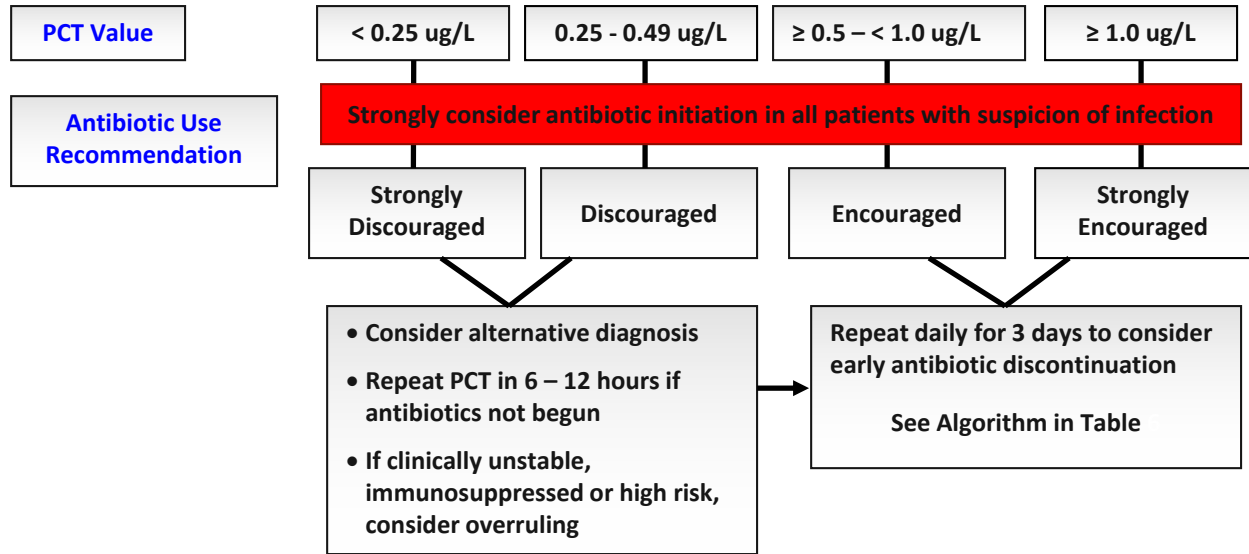 PCT Value
< 0.25 ug/L
0.25 - 0.49 ug/L
≥ 0.5 – < 1.0 ug/L
≥ 1.0 ug/L
Antibiotic Use
Recommendation
Strongly consider antibiotic initiation in all patients with suspicion of infection
Strongly
Discouraged
Discouraged
Encouraged
Strongly
Encouraged
• Consider alternative diagnosis
• Repeat PCT in 6 – 12 hours if
antibiotics not begun
• If clinically unstable,
immunosuppressed or high risk,
consider overruling
Repeat daily for 3 days to consider
early antibiotic discontinuation
See Algorithm in Table